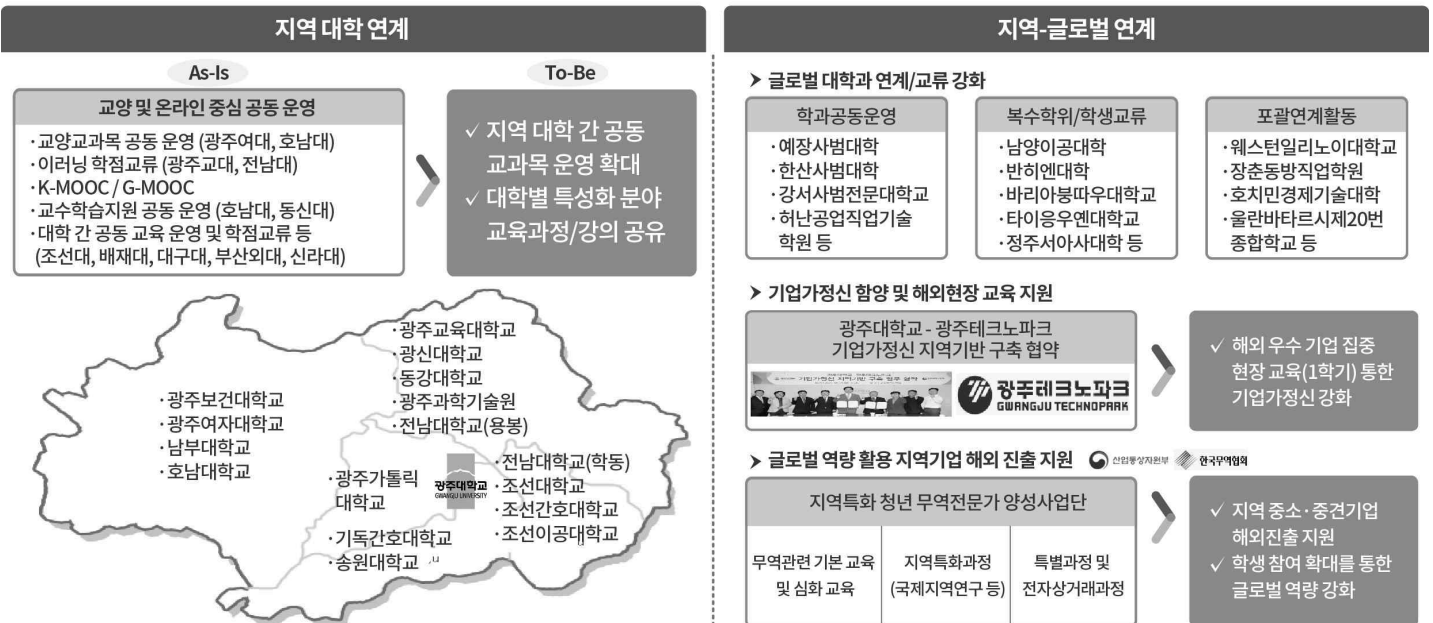 지역 대학 연계
As-Is
To-Be
교양 및 온라인 중심 공동 운영
·교양교과목 공동 운영 (광주여대, 호남대)
·이러닝 학점교류 (광주교대, 전남대)
·K-MOOC / G-MOOC
·교수학습지원 공동 운영 (호남대, 동신대)
·대학 간 공동 교육 운영 및 학점교류 등
(조선대, 배재대, 대구대, 부산외대, 신라대)
✓ 지역 대학 간 공동
교과목 운영 확대
✓ 대학별 특성화 분야
교육과정/강의 공유
·광주교육대학교
·광신대학교
·동강대학교
·광주과학기술원
·전남대학교(용봉)
·광주보건대학교
·광주여자대학교
·남부대학교
·호남대학교
·광주가톨릭
대학교
·기독간호대학교
·송원대학교
광주대학교
GWANGJU UNIVERSITY
·전남대학교(학동)
·조선대학교
·조선간호대학교
·조선이공대학교
지역-글로벌 연계
➤ 글로벌 대학과 연계/교류 강화
학과공동운영
·예장사범대학
·한산사범대학
·강서사범전문대학교
·허난공업직업기술
학원 등
복수학위/학생교류
·남양이공대학
·반히엔대학
·바리아붕따우대학교
·타이응우옌대학교
·정주서아사대학 등
포괄연계활동
·웨스턴일리노이대학교
·장춘동방직업학원
·호치민경제기술대학
·울란바타르시제20번
종합학교 등
➤ 기업가정신 함양 및 해외현장 교육 지원
광주대학교 - 광주테크노파크
기업가정신 지역기반 구축 협약
기업가정신 지역기반 구축 업무 협약
광주테크노파크
GWANGJU TECHNOPARK
✓ 해외 우수 기업 집중
현장 교육(1학기) 통한
기업가정신 강화
➤ 글로벌 역량 활용 지역기업 해외 진출 지원
산업통상자원부
한국무역협회
지역특화 청년 무역전문가 양성사업단
무역관련 기본 교육
및 심화 교육
지역특화과정
(국제지역연구 등)
특별과정 및
전자상거래과정
✓ 지역 중소·중견기업
해외진출 지원
✓ 학생 참여 확대를 통한
글로벌 역량 강화